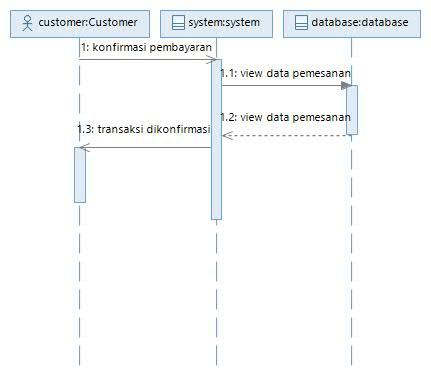 customer:Customer
system:system
database:database
1: konfirmasi pembayaran
1.1: view data pemesanan
1.2: view data pemesanan
1.3: transaksi dikonfirmasi